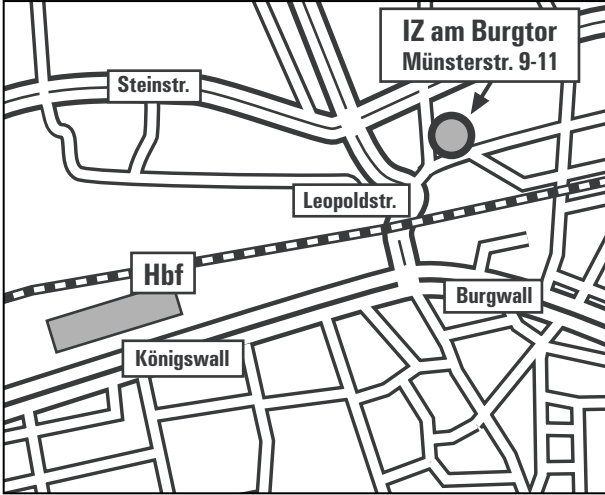 IZ am Burgtor
Münsterstr. 9-11
Steinstr.
Leopoldstr.
Hbf
Burgwall
Königswall